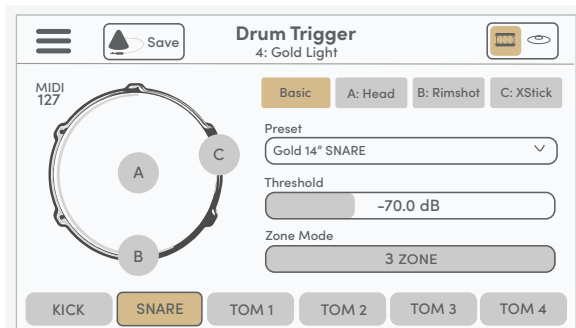 Save
Drum Trigger
4: Gold Light
MIDI
127
A
C
B
Basic
A: Head
B: Rimshot
C: XStick
Preset
Gold 14” SNARE
Threshold
-70.0 dB
Zone Mode
3 ZONE
KICK
SNARE
TOM 1
TOM 2
TOM 3
TOM 4